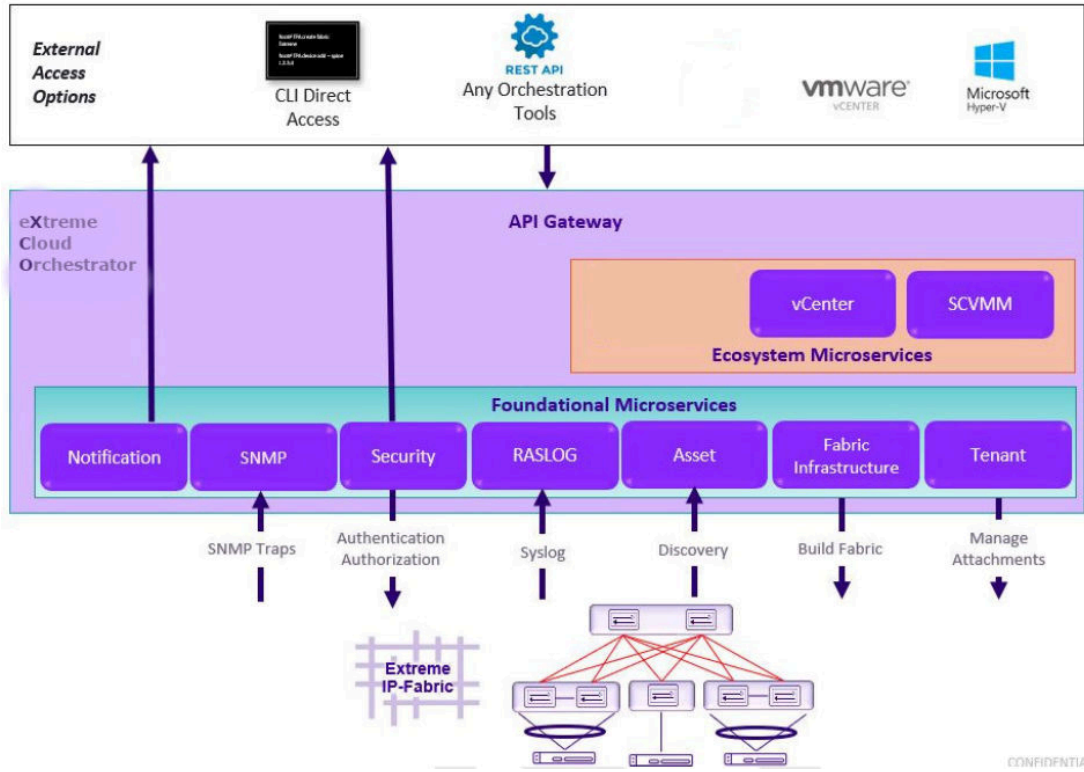 External
Access
Options
CLI Direct
Access
REST API
Any Orchestration
Tools
vmware®
vCENTER
Microsoft
Hyper-V
eXtreme
Cloud
Orchestrator
API Gateway
vCenter
SCVMM
Ecosystem Microservices
Foundational Microservices
Notification
SNMP
Security
RASLOG
Asset
Fabric
Infrastructure
Tenant
SNMP Traps
Authentication
Authorization
Syslog
Discovery
Build Fabric
Manage
Attachments
Extreme
IP-Fabric
CONFIDENTIA